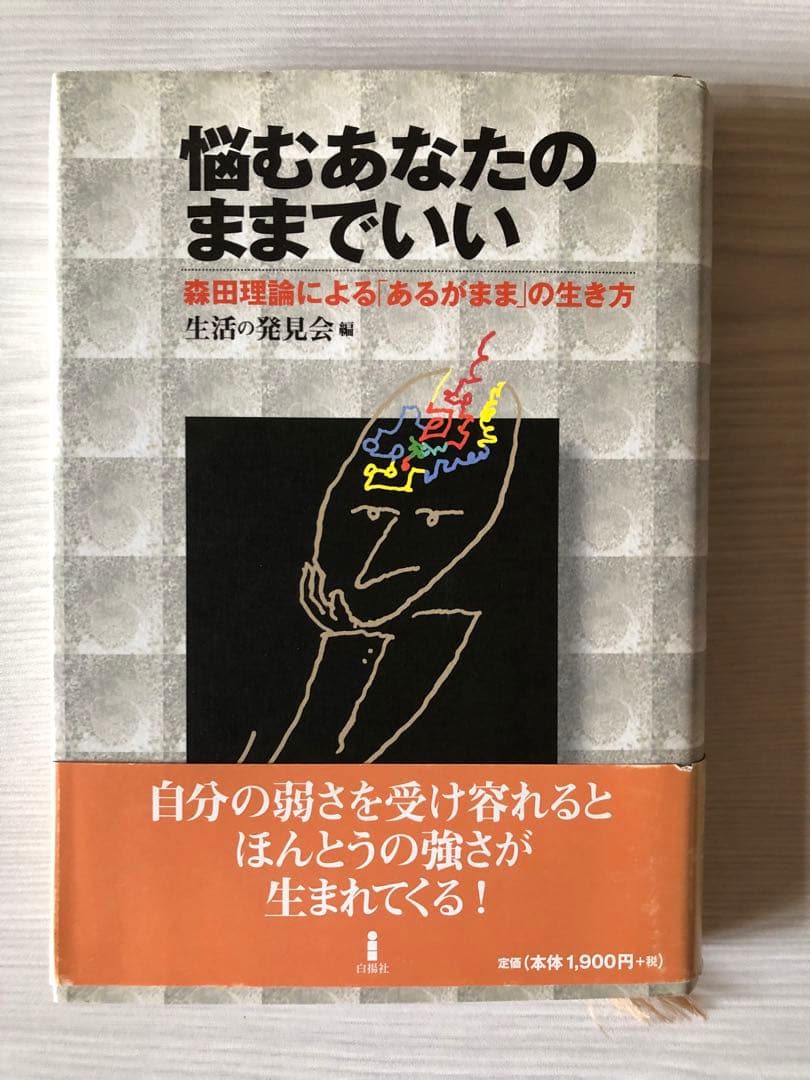 悩むあなたの
ままでいい
森田理論による「あるがまま」の生き方
生活の発見会 編
自分の弱さを受け容れると
ほんとうの強さが
生まれてくる!
白揚社
定価(本体1,900円+税)